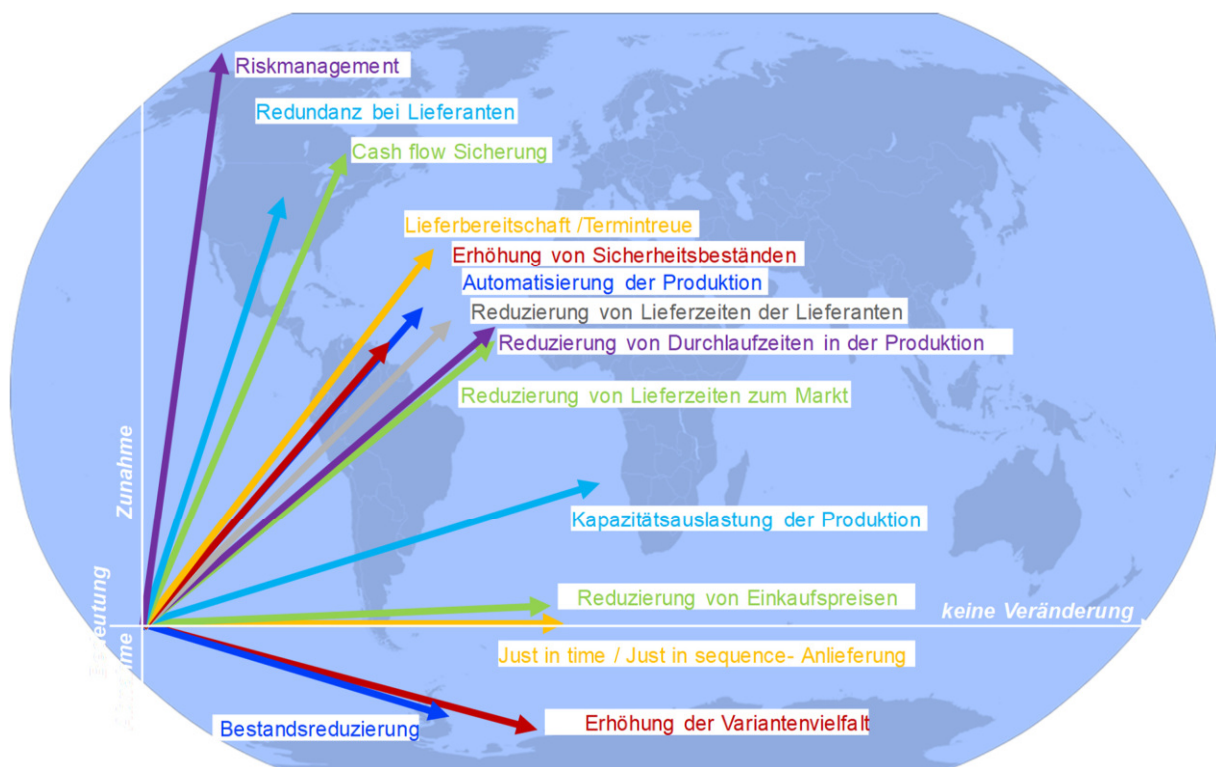 Riskmanagement
Redundanz bei Lieferanten
Cash flow Sicherung
Lieferbereitschaft /Termintreue
Erhöhung von Sicherheitsbeständen
Automatisierung der Produktion
Reduzierung von Lieferzeiten der Lieferanten
Reduzierung von Durchlaufzeiten in der Produktion
Reduzierung von Lieferzeiten zum Markt
Zunahme
Kapazitätsauslastung der Produktion
Reduzierung von Einkaufspreisen
keine Veränderung
Just in time / Just in sequence- Anlieferung
Bestandsreduzierung
Erhöhung der Variantenvielfalt